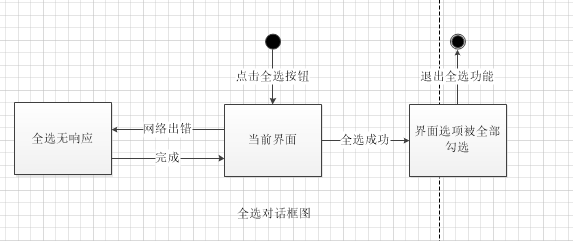 点击全选按钮
退出全选功能
全选无响应
网络出错
完成
当前界面
全选成功
界面选项被全部
勾选
全选对话框图